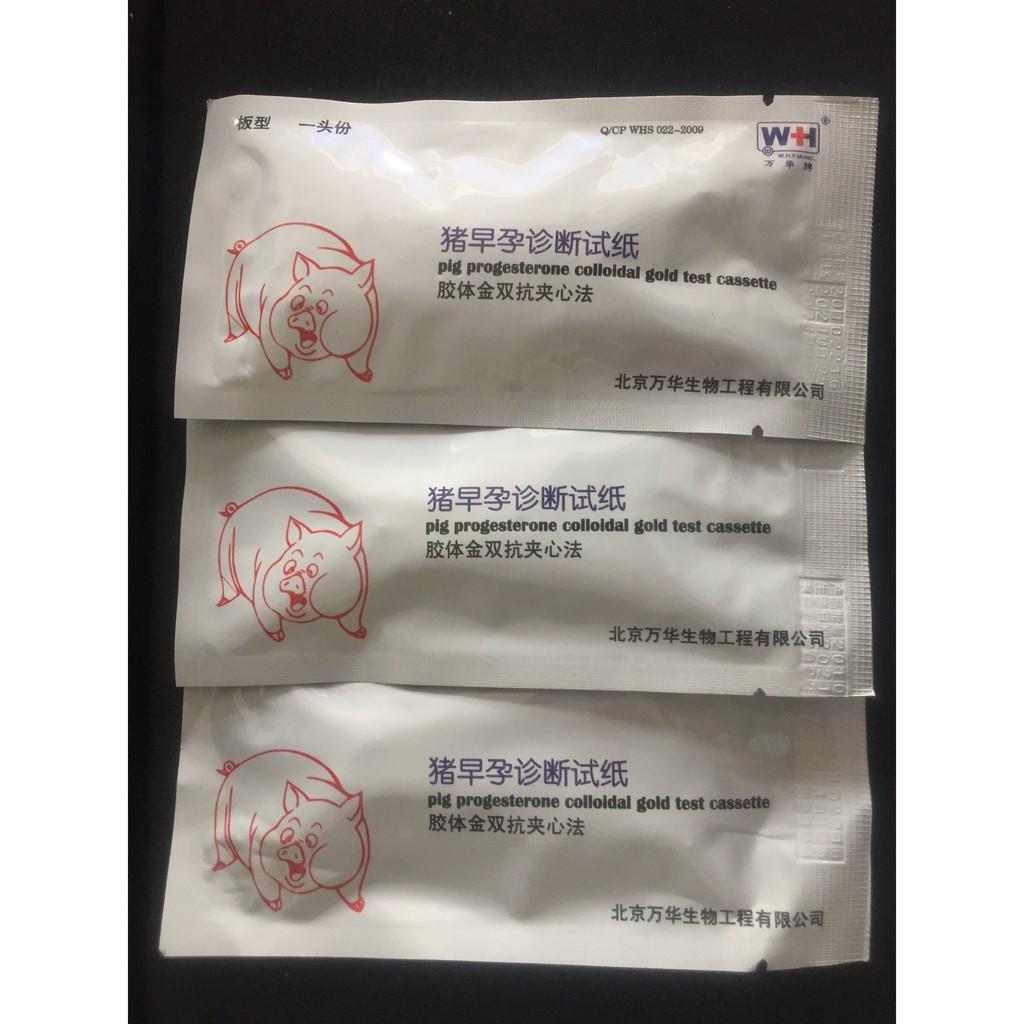 板型 一头份
Q/CP WHS 022-2009
W+H®
万华牌
猪早孕诊断试纸
pig progesterone colloidal gold test cassette
胶体金双抗夹心法
北京万华生物工程有限公司
猪早孕诊断试纸
pig progesterone colloidal gold test cassette
胶体金双抗夹心法
北京万华生物工程有限公司
猪早孕诊断试纸
pig progesterone colloidal gold test cassette
胶体金双抗夹心法
北京万华生物工程有限公司